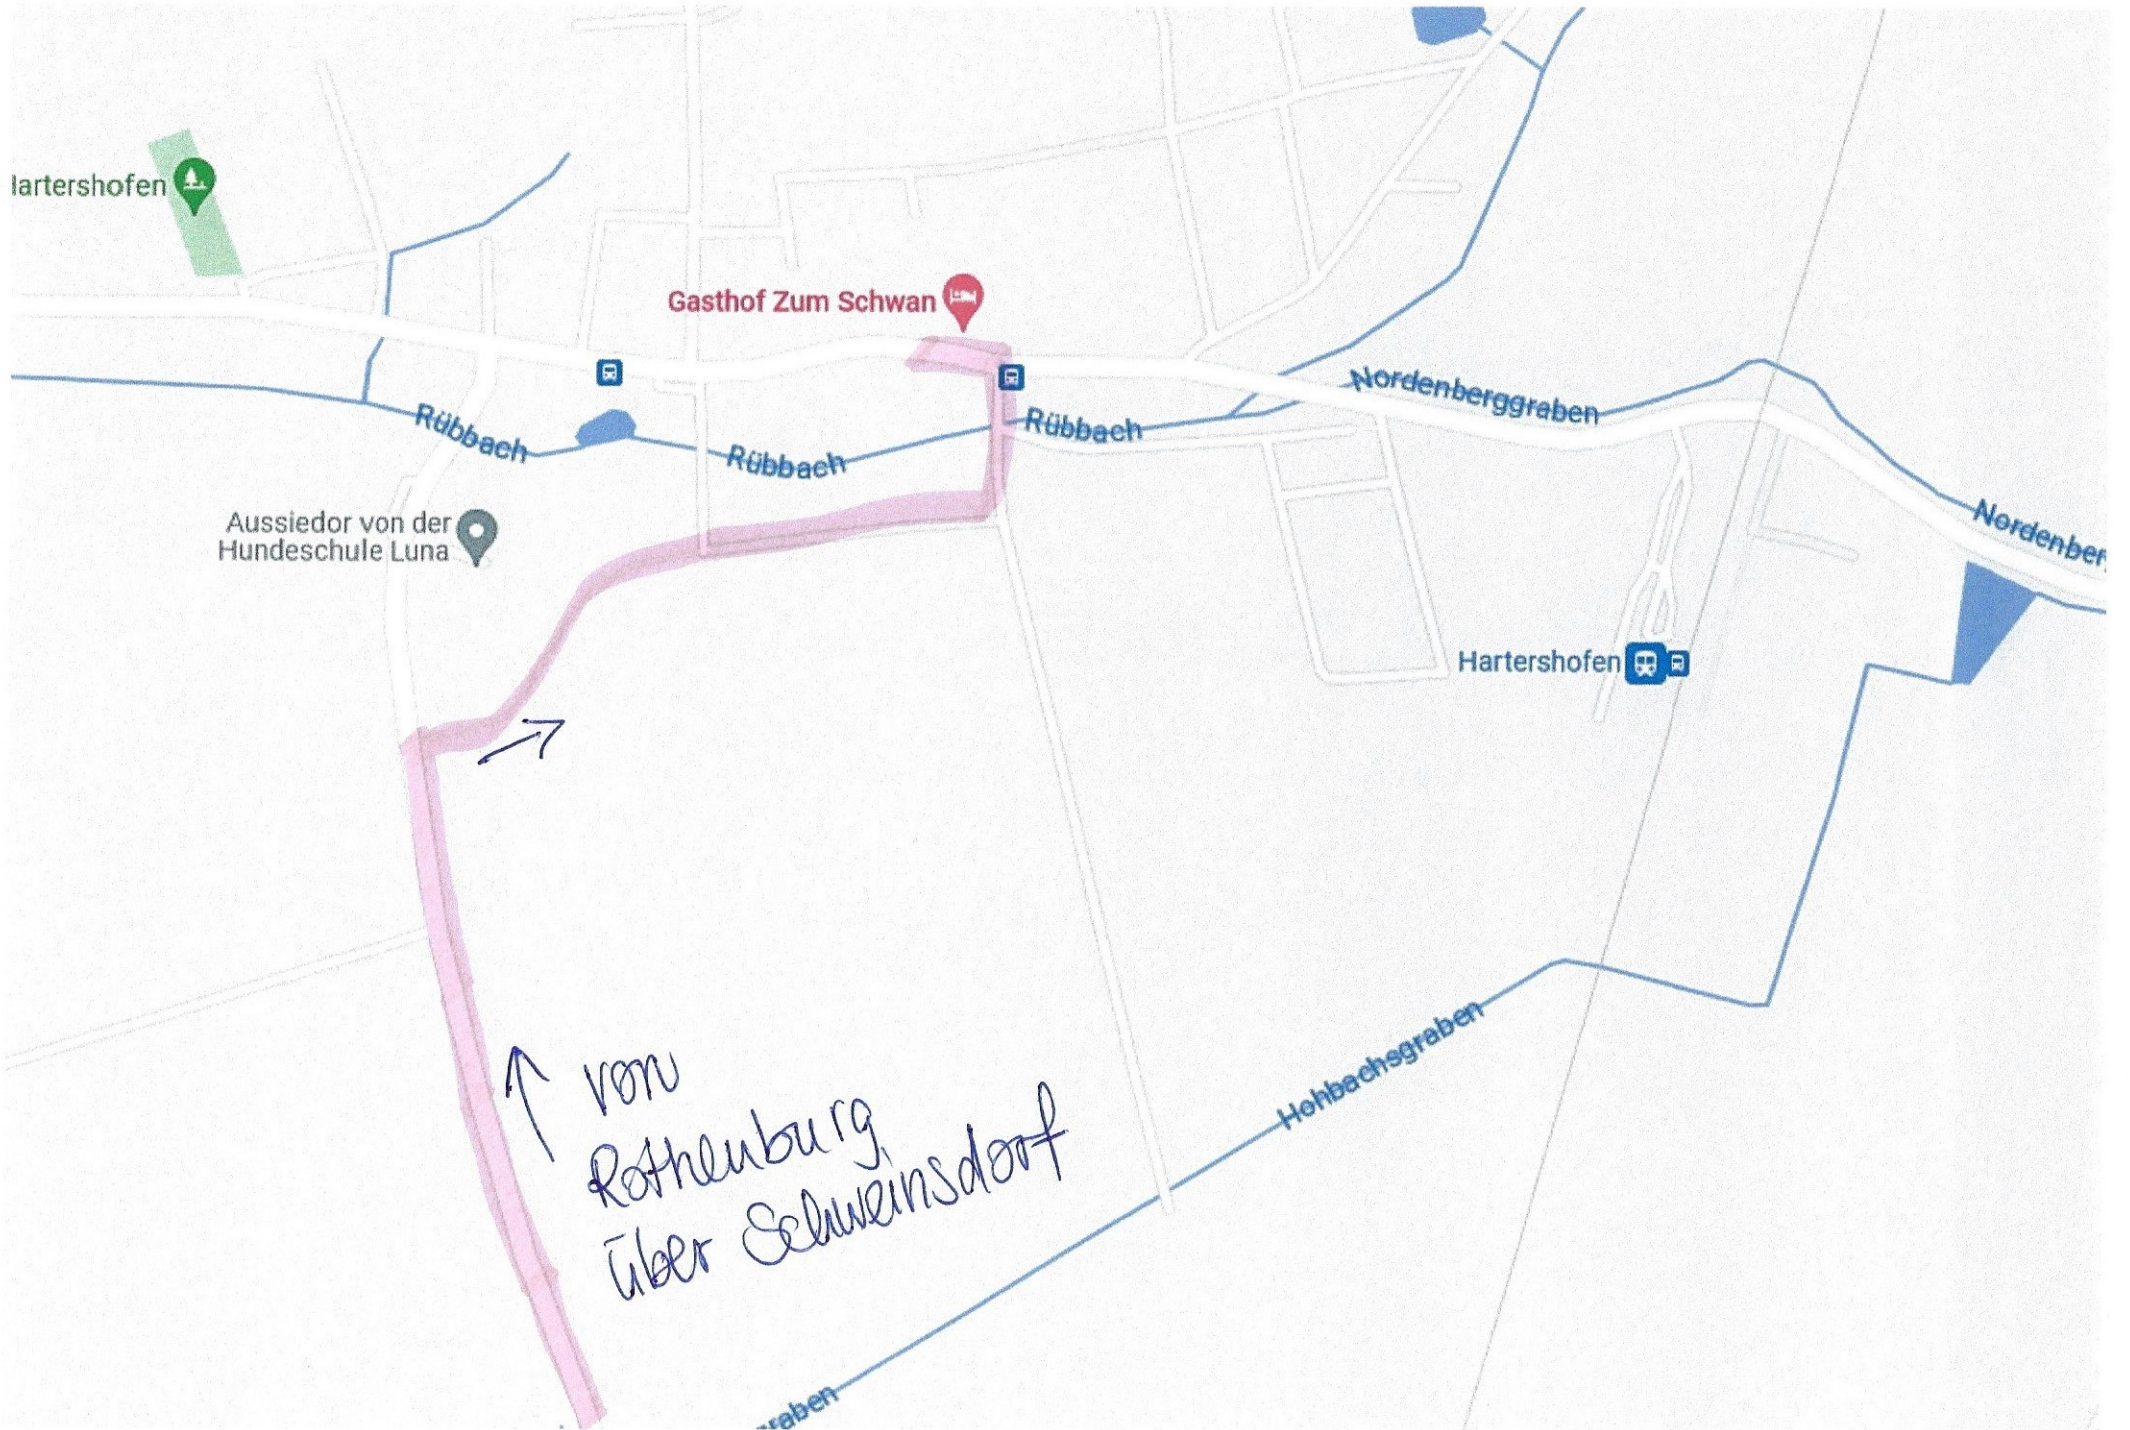 lartershofen
Gasthof Zum Schwan
Nordenberggraben
Rübbach
Rübbach
Rübbach
Nordenber
Aussiedor von der
Hundeschule Luna
Hartershofen
Hohbachsgraben
von
Rothenburg
über Schweinsdorf
raben